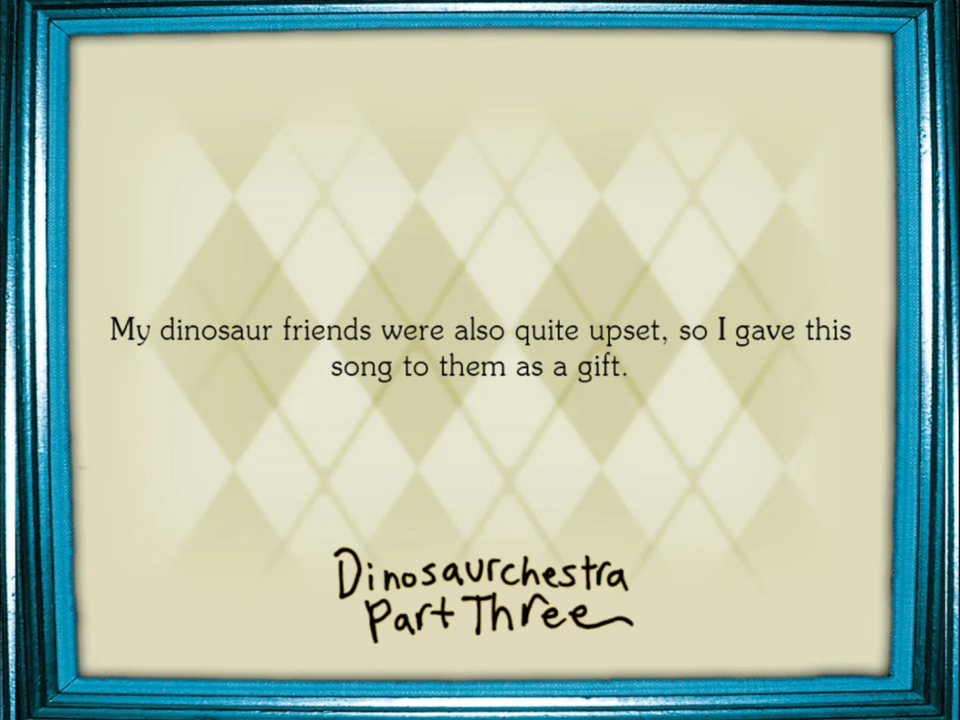 My dinosaur friends were also quite upset, so I gave this
song to them as a gift.
Dinosaurchestra
Part Three